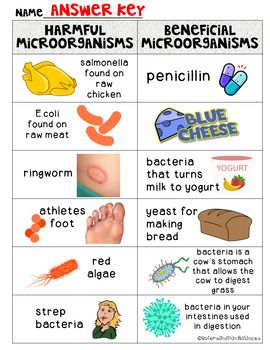 NAME ANSWER KEY
HARMFUL
MICROORGANISMS
BENEFICIAL
MICROORGANISMS
salmonella
found on
raw
chicken
penicillin
E.coli
found on
raw meat
BLUE
CHEESE
ringworm
bacteria
that turns
milk to yogurt
YOGURT
athletes
foot
yeast for
making
bread
red
algae
bacteria is a
cow's stomach
that allows the
cow to digest
grass
strep
bacteria
bacteria in your
intestines used
in digestion